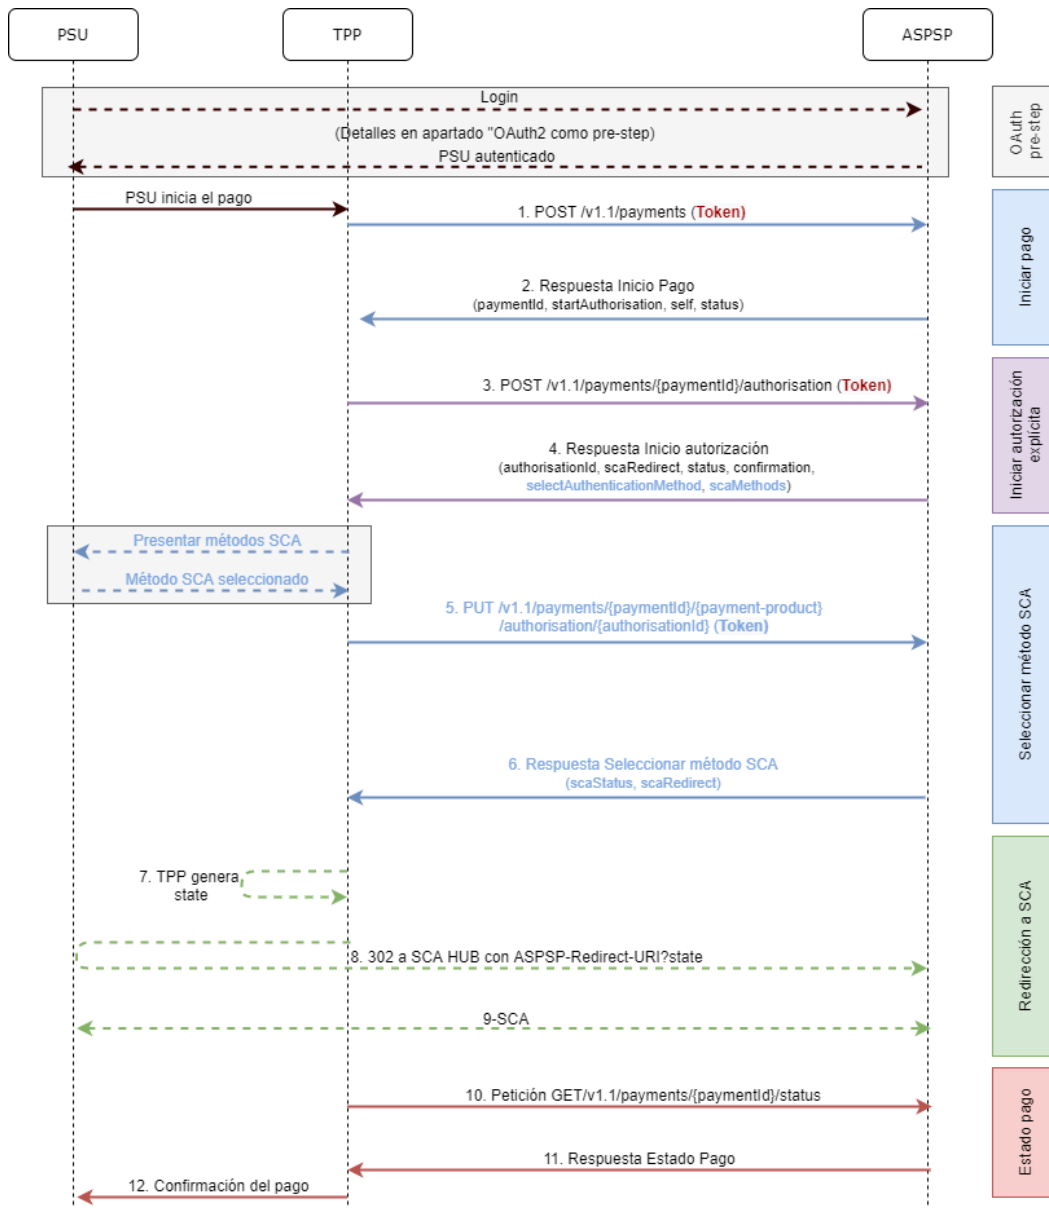 PSU
TPP
ASPSP
Login
(Detalles en apartado "OAuth2 como pre-step)
PSU autenticado
OAuth
pre-step
PSU inicia el pago
1. POST /v1.1/payments (Token)
2. Respuesta Inicio Pago
(paymentId, startAuthorisation, self, status)
Iniciar pago
3. POST /v1.1/payments/{paymentId}/authorisation (Token)
4. Respuesta Inicio autorización
(authorisationId, scaRedirect, status, confirmation,
selectAuthenticationMethod, scaMethods)
Iniciar autorización
explícita
Presentar métodos SCA
Método SCA seleccionado
5. PUT /v1.1/payments/{paymentId}/{payment-product}
/authorisation/{authorisationId} (Token)
6. Respuesta Seleccionar método SCA
(scaStatus, scaRedirect)
Seleccionar método SCA
7. TPP genera
state
8. 302 a SCA HUB con ASPSP-Redirect-URI?state
9-SCA
Redirección a SCA
10. Petición GET/v1.1/payments/{paymentId}/status
11. Respuesta Estado Pago
12. Confirmación del pago
Estado pago